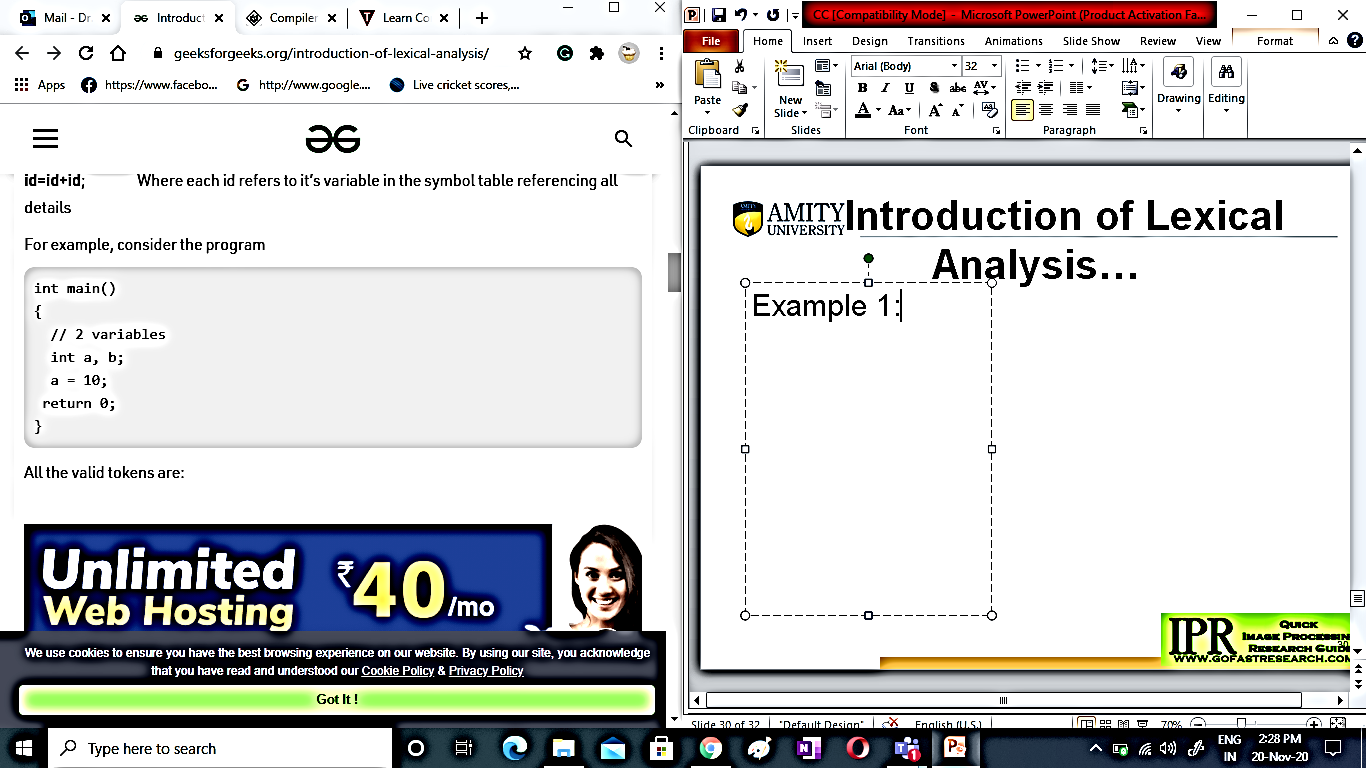 Mail - Dr
Introduct
Compiler
Learn Co
geeksforgeeks.org/introduction-of-lexical-analysis/
Apps
https://www.facebo...
http://www.google....
Live cricket scores,...
»
id=id+id; Where each id refers to it's variable in the symbol table referencing all
details
For example, consider the program
int main()
{
// 2 variables
int a, b;
a = 10;
return 0;
}
All the valid tokens are:
Unlimited
Web Hosting
₹40/mo
We use cookies to ensure you have the best browsing experience on our website. By using our site, you acknowledge
that you have read and understood our Cookie Policy & Privacy Policy
Got It !
CC [Compatibility Mode] - Microsoft PowerPoint (Product Activation Fa...
File Home Insert Design Transitions Animations Slide Show Review View Format
Paste
Clipboard
New
Slide
Slides
Arial (Body) 32
B I U S abc AV
A Aa A A
Font
Paragraph
Drawing
Editing
AMITY
UNIVERSITY
Introduction of Lexical
Analysis...
Example 1:
IPR
Quick
Image Processin
Research Guid
www.gofastresearch.com
Slide 30 of 32 "Default Design" English (U.S.) 70%
Type here to search
ENG
IN
2:28 PM
20-Nov-20